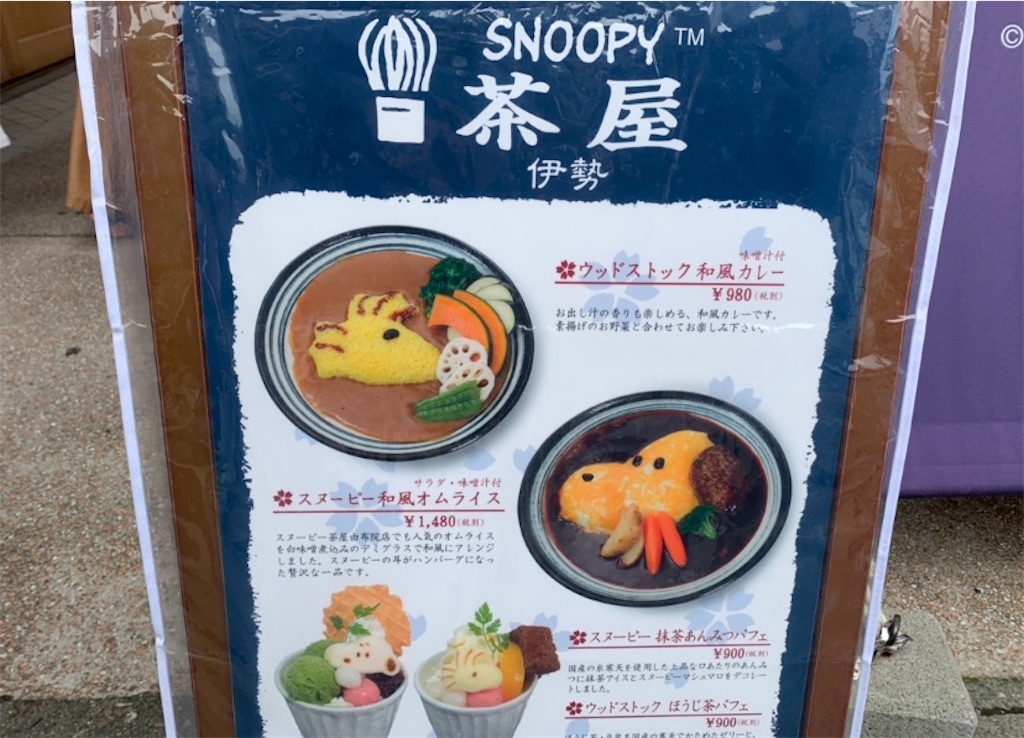 SNOOPY™
茶屋
伊勢
©
味噌汁付
ウッドストック和風カレー
¥980(税別)
お出し汁の香りも楽しめる、和風カレーです。
素揚げのお野菜と合わせてお楽しみ下さい。
サラダ・味噌汁付
スヌーピー和風オムライス
¥1,480(税別)
スヌーピー茶屋由布院店でも人気のオムライス
を白味噌煮込みのデミグラスで和風にアレンジ
しました。スヌーピーの耳がハンバーグになっ
た贅沢な一品です。
スヌーピー 抹茶あんみつパフェ
¥900(税別)
国産の糸寒天を使用した上品な口あたりのあんみ
つに抹茶アイスとスヌーピーマシュマロをデコレー
トしました。
ウッドストック ほうじ茶パフェ
¥900(税別)